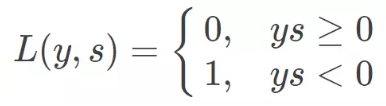 L(y, s) = { 0, ys ≥ 0
1, ys < 0